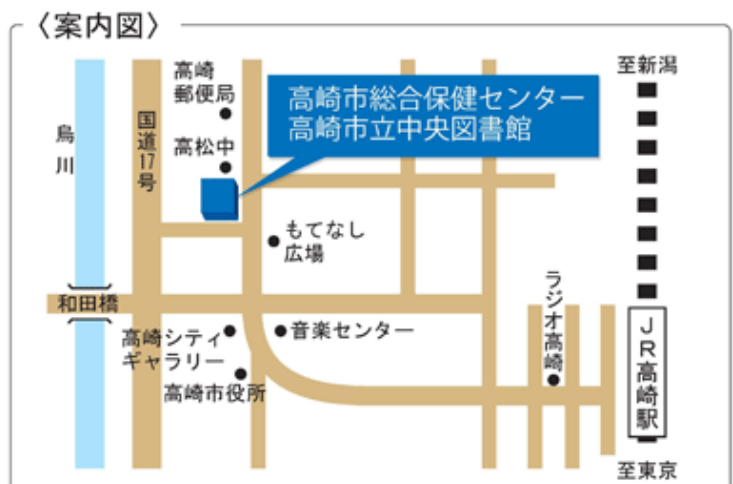 〈案内図〉
至新潟
高崎
郵便局
高崎市総合保健センター
高崎市立中央図書館
国道17号
烏川
高松中
もてなし
広場
ラジオ高崎
和田橋
高崎シティ
ギャラリー
音楽センター
高崎市役所
JR高崎駅
至東京